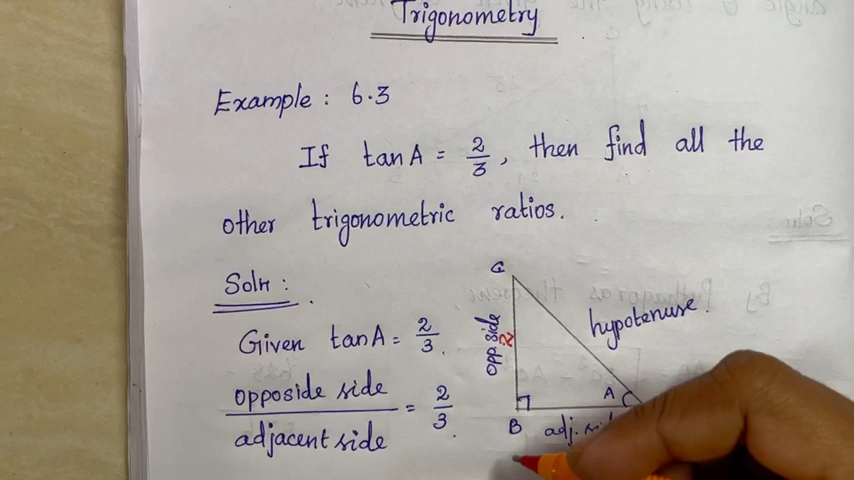 Trigonometry
Example : 6.3
If tan A = 2/3, then find all the
other trigonometric ratios.
Soln :
Given tan A = 2/3.
opposide side / adjacent side = 2/3.
C
opp. side
2
hypotenuse.
A
B
adj.